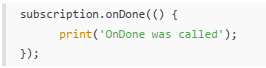 subscription.onDone(() {
      print('OnDone was called');
});